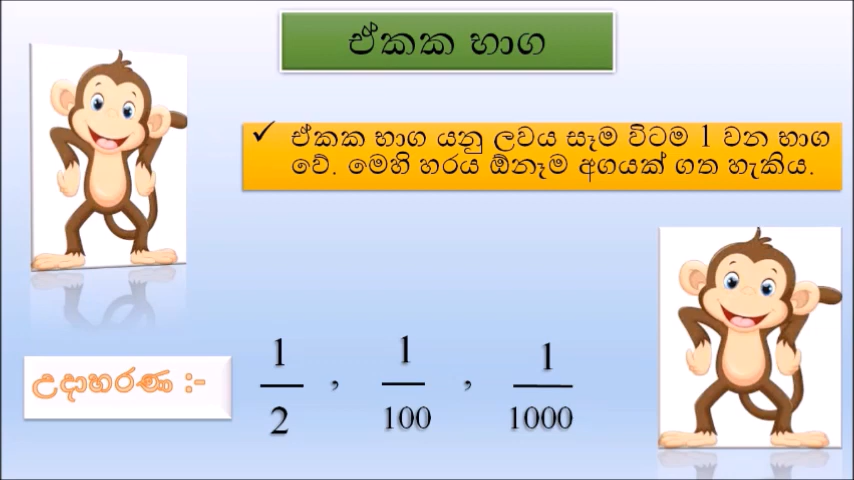 ඒකක භාග
✓ ඒකක භාග යනු ලවය සෑම විටම 1 වන භාග
වේ. මෙහි හරය ඕනෑම අගයක් ගත හැකිය.
උදාහරණ :- 1/2 , 1/100 , 1/1000